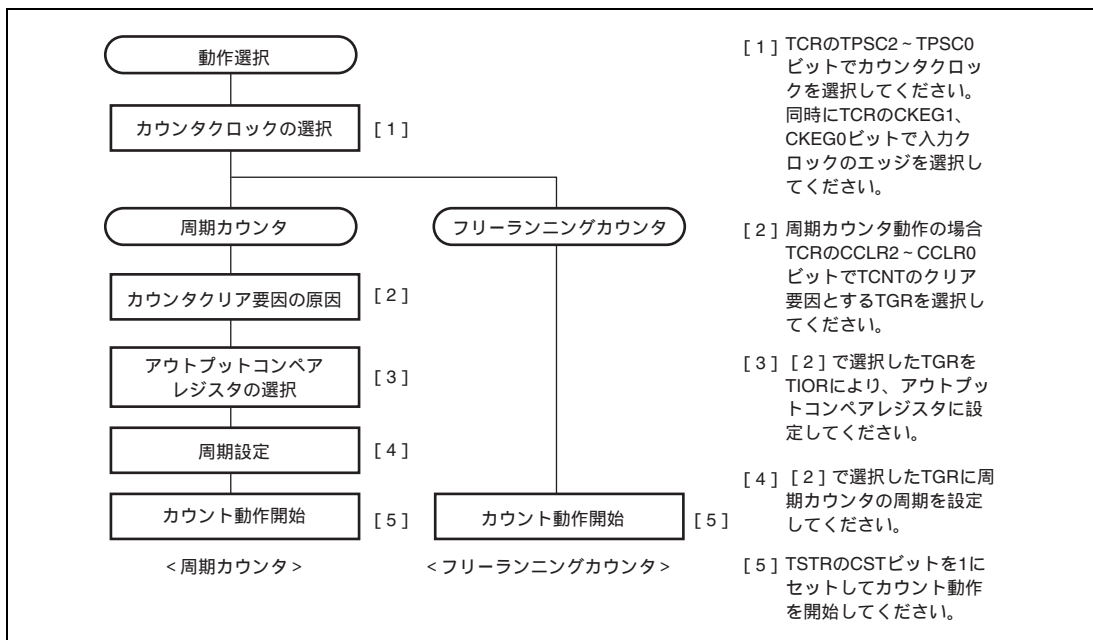 動作選択
カウンタクロックの選択 [1]
周期カウンタ
フリーランニングカウンタ
カウンタクリア要因の原因 [2]
アウトプットコンペア
レジスタの選択
[3]
周期設定 [4]
カウント動作開始 [5]
カウント動作開始 [5]
<周期カウンタ>
<フリーランニングカウンタ>
[1] TCRのTPSC2~TPSC0
ビットでカウンタクロッ
クを選択してください。
同時にTCRのCKEG1、
CKEG0ビットで入力ク
ロックのエッジを選択し
てください。
[2] 周期カウンタ動作の場合
TCRのCCLR2~CCLR0
ビットでTCNTのクリア
要因とするTGRを選択し
てください。
[3] [2]で選択したTGRを
TIORにより、アウトプッ
トコンペアレジスタに設
定してください。
[4] [2]で選択したTGRに周
期カウンタの周期を設定
してください。
[5] TSTRのCSTビットを1に
セットしてカウント動作
を開始してください。